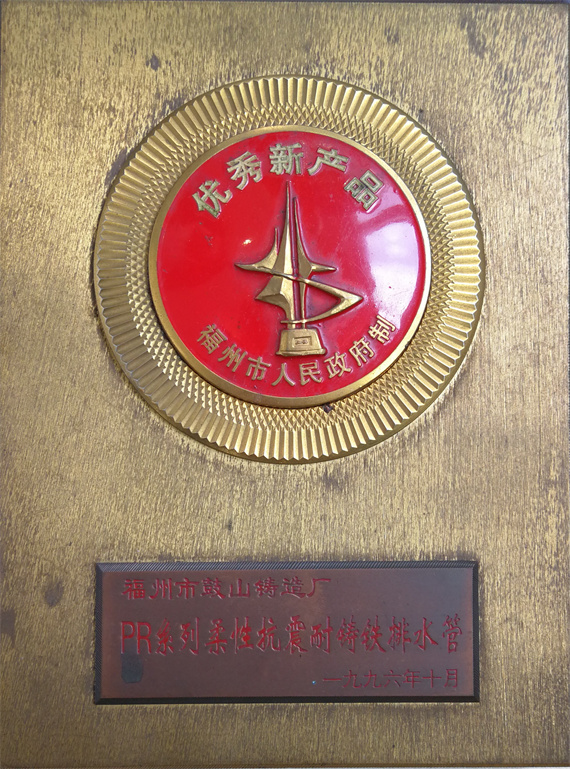 优秀新产品
福州市人民政府制
福州市鼓山铸造厂
PR系列柔性抗震耐铸铁排水管
一九九六年十月